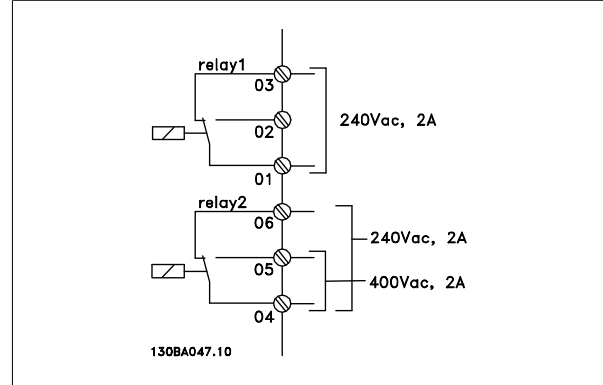 relay1
03
02
240Vac, 2A
01
relay2
06
240Vac, 2A
05
400Vac, 2A
04
130BA047.10